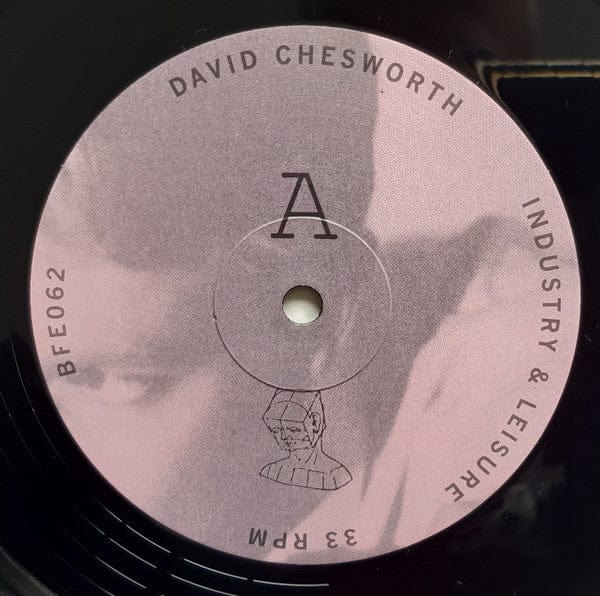 DAVID CHESWORTH
A
INDUSTRY & LEISURE
BFE062
33 RPM